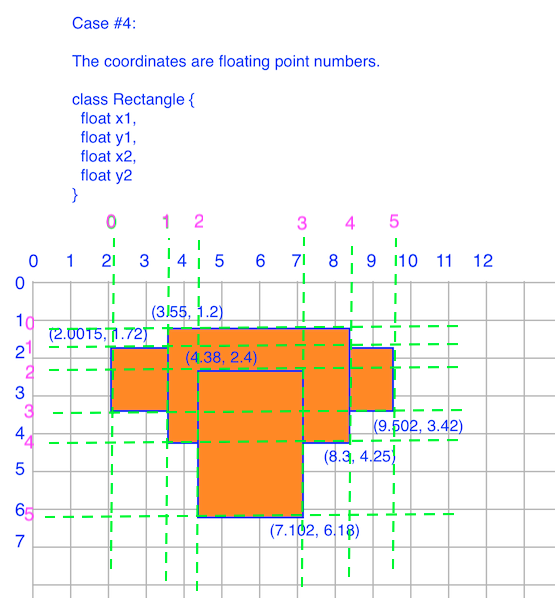 Case #4:
The coordinates are floating point numbers.
class Rectangle {
float x1,
float y1,
float x2,
float y2
}
0 1 2 3 4 5
0 1 2 3 4 5 6 7 8 9 10 11 12
0
(3.55, 1.2)
1
0
(2.0015, 1.72)
1
2
(4.38, 2.4)
2
3
3
(9.502, 3.42)
4
4
(8.3, 4.25)
5
6
5
(7.102, 6.18)
7